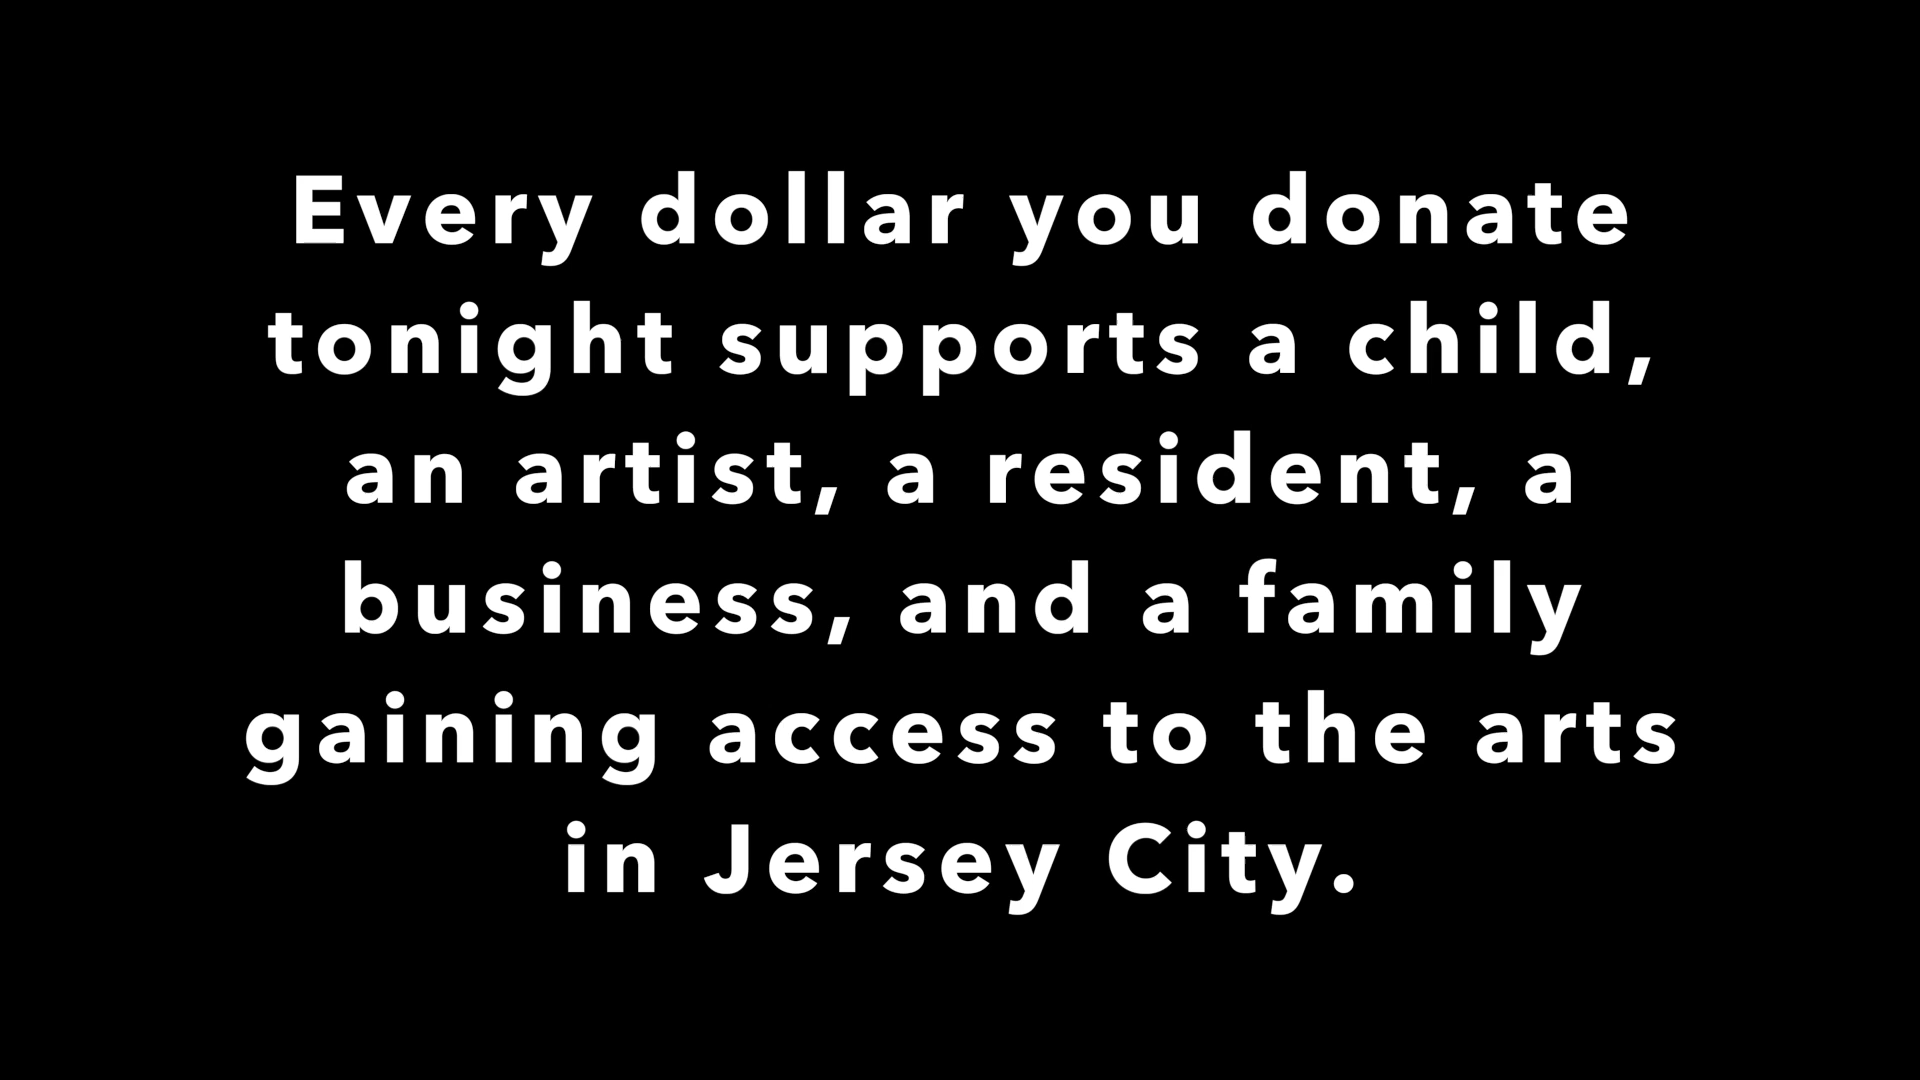 Every dollar you donate
tonight supports a child,
an artist, a resident, a
business, and a family
gaining access to the arts
in Jersey City.